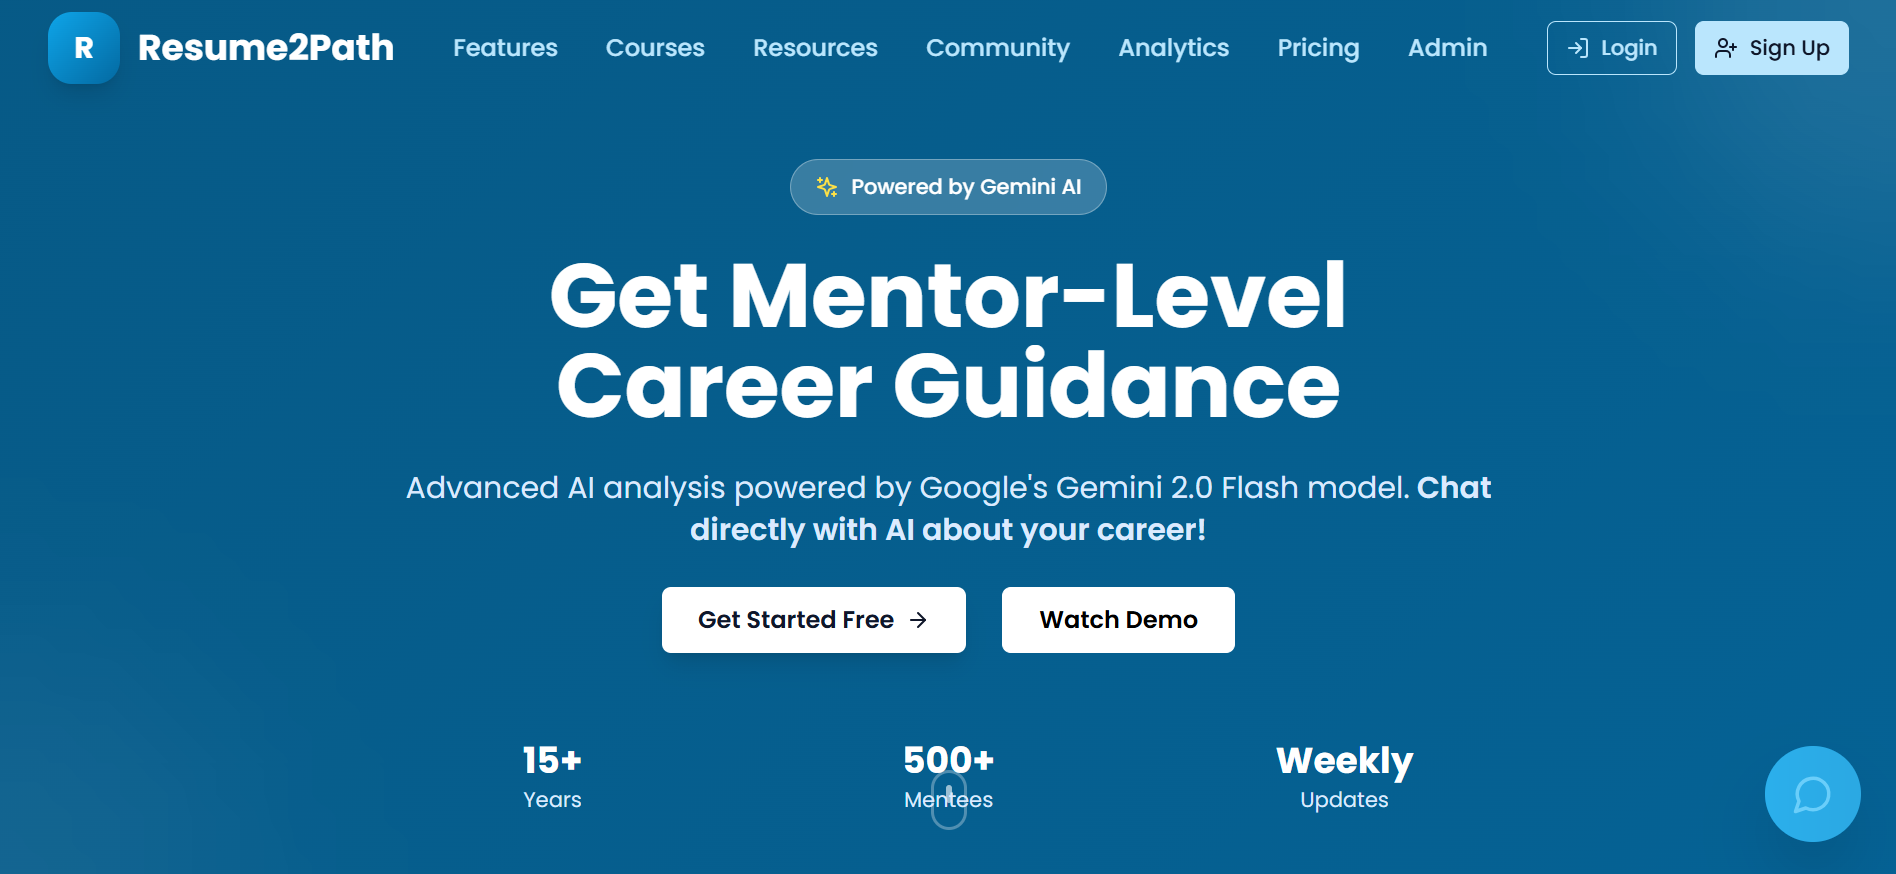 R
Resume2Path
Features
Courses
Resources
Community
Analytics
Pricing
Admin
Login
Sign Up
Powered by Gemini AI
Get Mentor-Level
Career Guidance
Advanced AI analysis powered by Google's Gemini 2.0 Flash model. Chat
directly with AI about your career!
Get Started Free
Watch Demo
15+
Years
500+
Mentees
Weekly
Updates